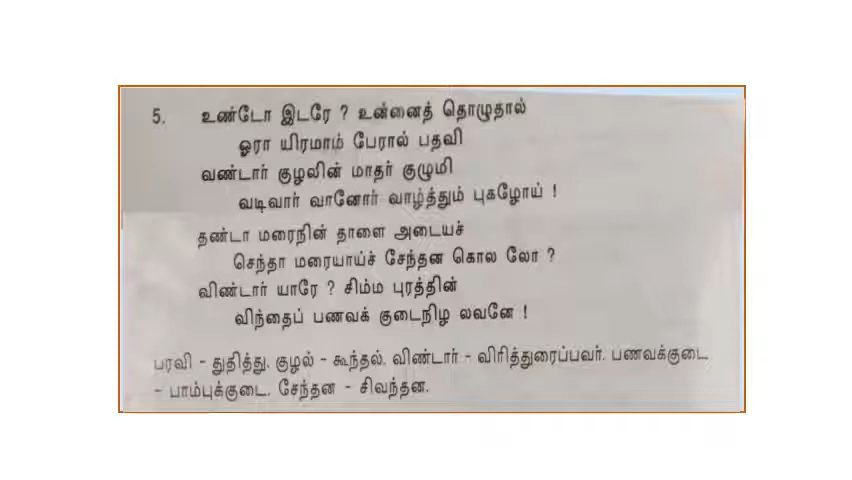 5. உண்டோ இடரே ? உன்னைத் தொழுதால்
ஓரா யிரமாம் பேரால் பதவி
வண்டார் குழலின் மாதர் குழுமி
வடிவார் வானோர் வாழ்த்தும் புகழோய் !
தண்டா மரைநின் தாளை அடையச்
செந்தா மரையாய்ச் சேந்தன கொல லோ ?
விண்டார் யாரே ? சிம்ம புரத்தின்
விந்தைப் பணவக் குடைநிழ லவனே !
பரவி – துதித்து. குழல் – கூந்தல். விண்டார் – விரித்துரைப்பவர். பணவக்குடை
– பாம்புக்குடை. சேந்தன – சிவந்தன.